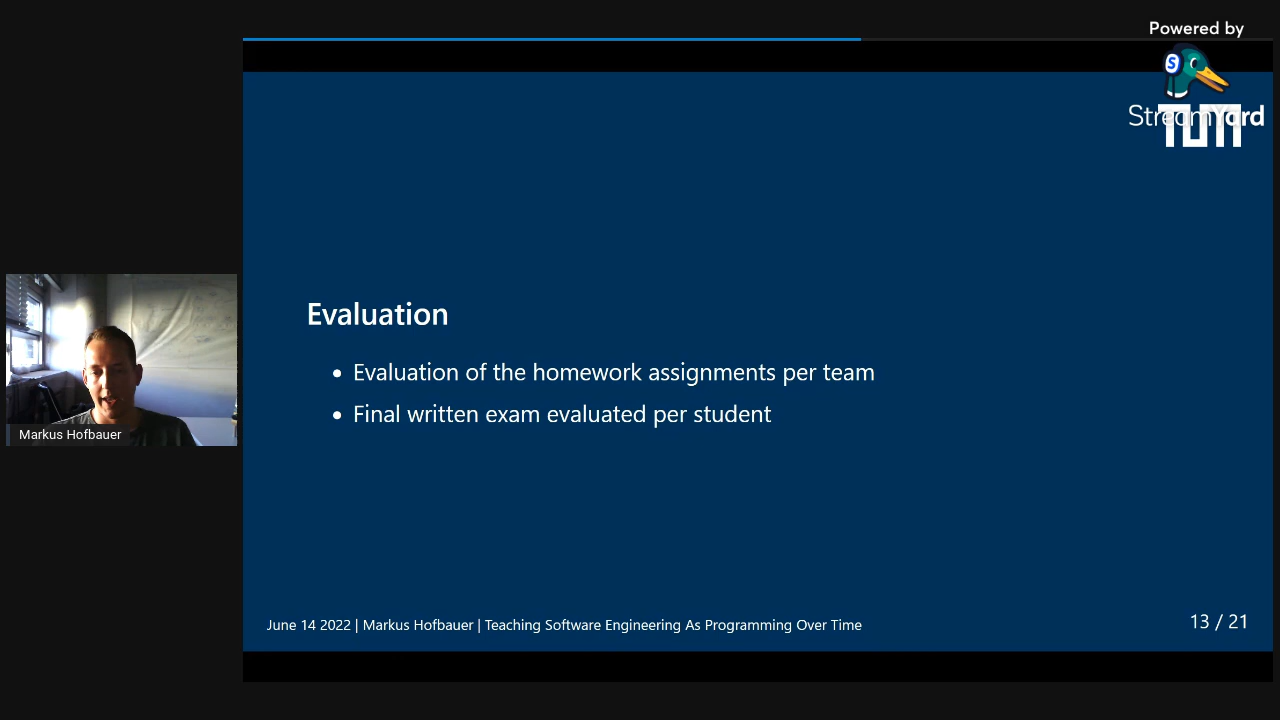 Powered by
S
StreamYard
TUM
Evaluation
• Evaluation of the homework assignments per team
• Final written exam evaluated per student
Markus Hofbauer
June 14 2022 | Markus Hofbauer | Teaching Software Engineering As Programming Over Time
13 / 21